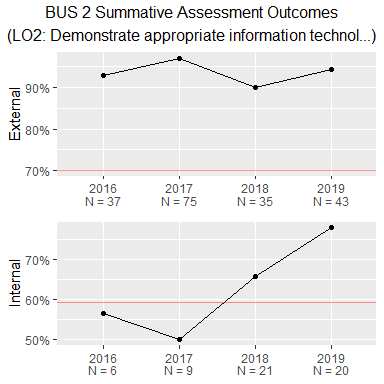 BUS 2 Summative Assessment Outcomes
(LO2: Demonstrate appropriate information technol...)
External
90%
80%
70%
2016
N = 37
2017
N = 75
2018
N = 35
2019
N = 43
Internal
70%
60%
50%
2016
N = 6
2017
N = 9
2018
N = 21
2019
N = 20